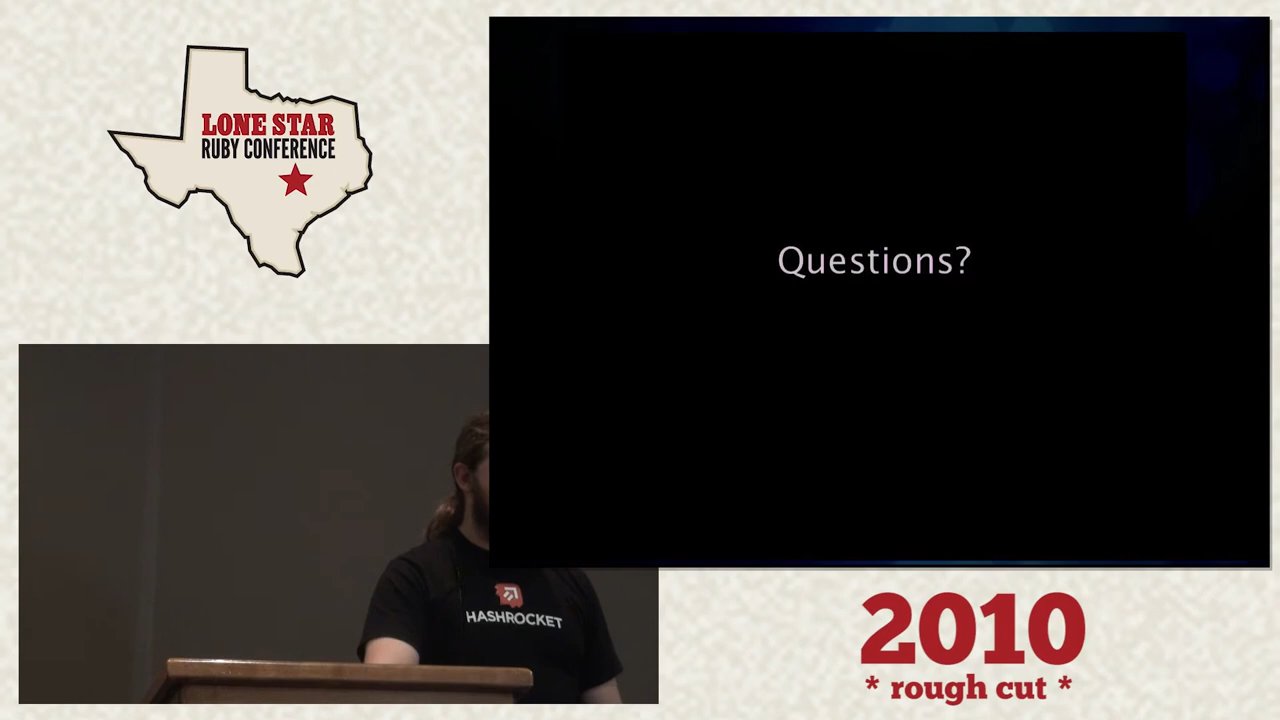 LONE STAR
RUBY CONFERENCE
Questions?
HASHROCKET
2010
* rough cut *